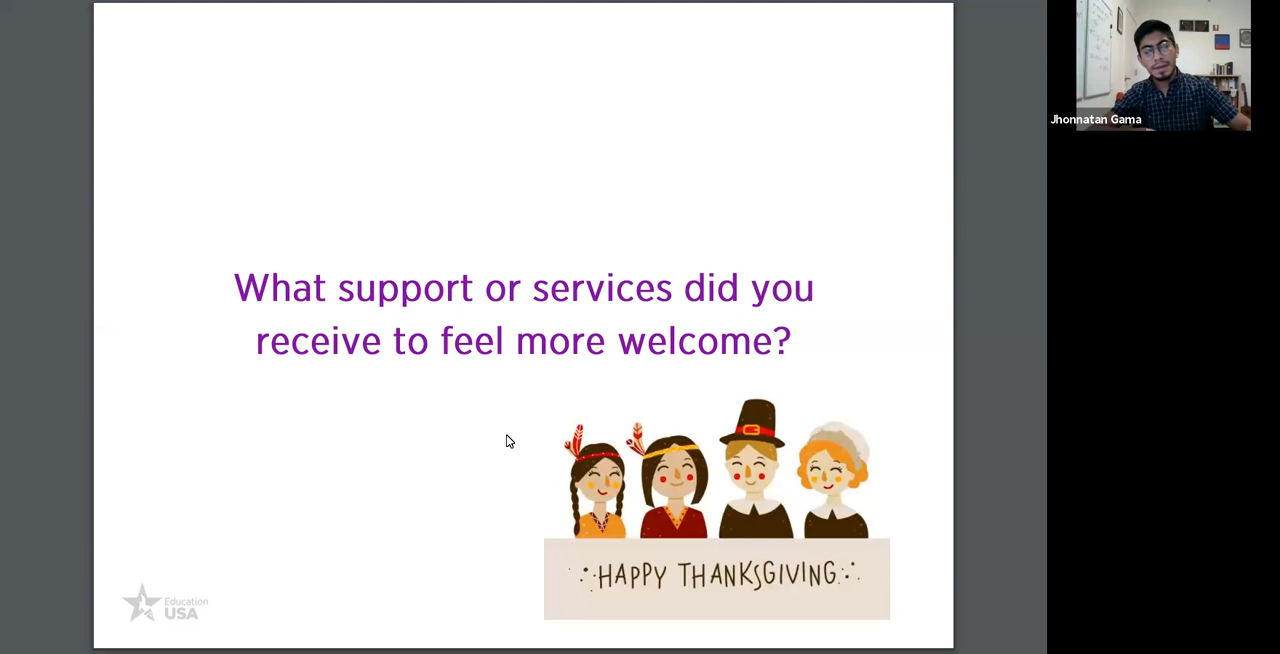 What support or services did you
receive to feel more welcome?
HAPPY THANKSGIVING
Education
USA
Jhonnatan Gama